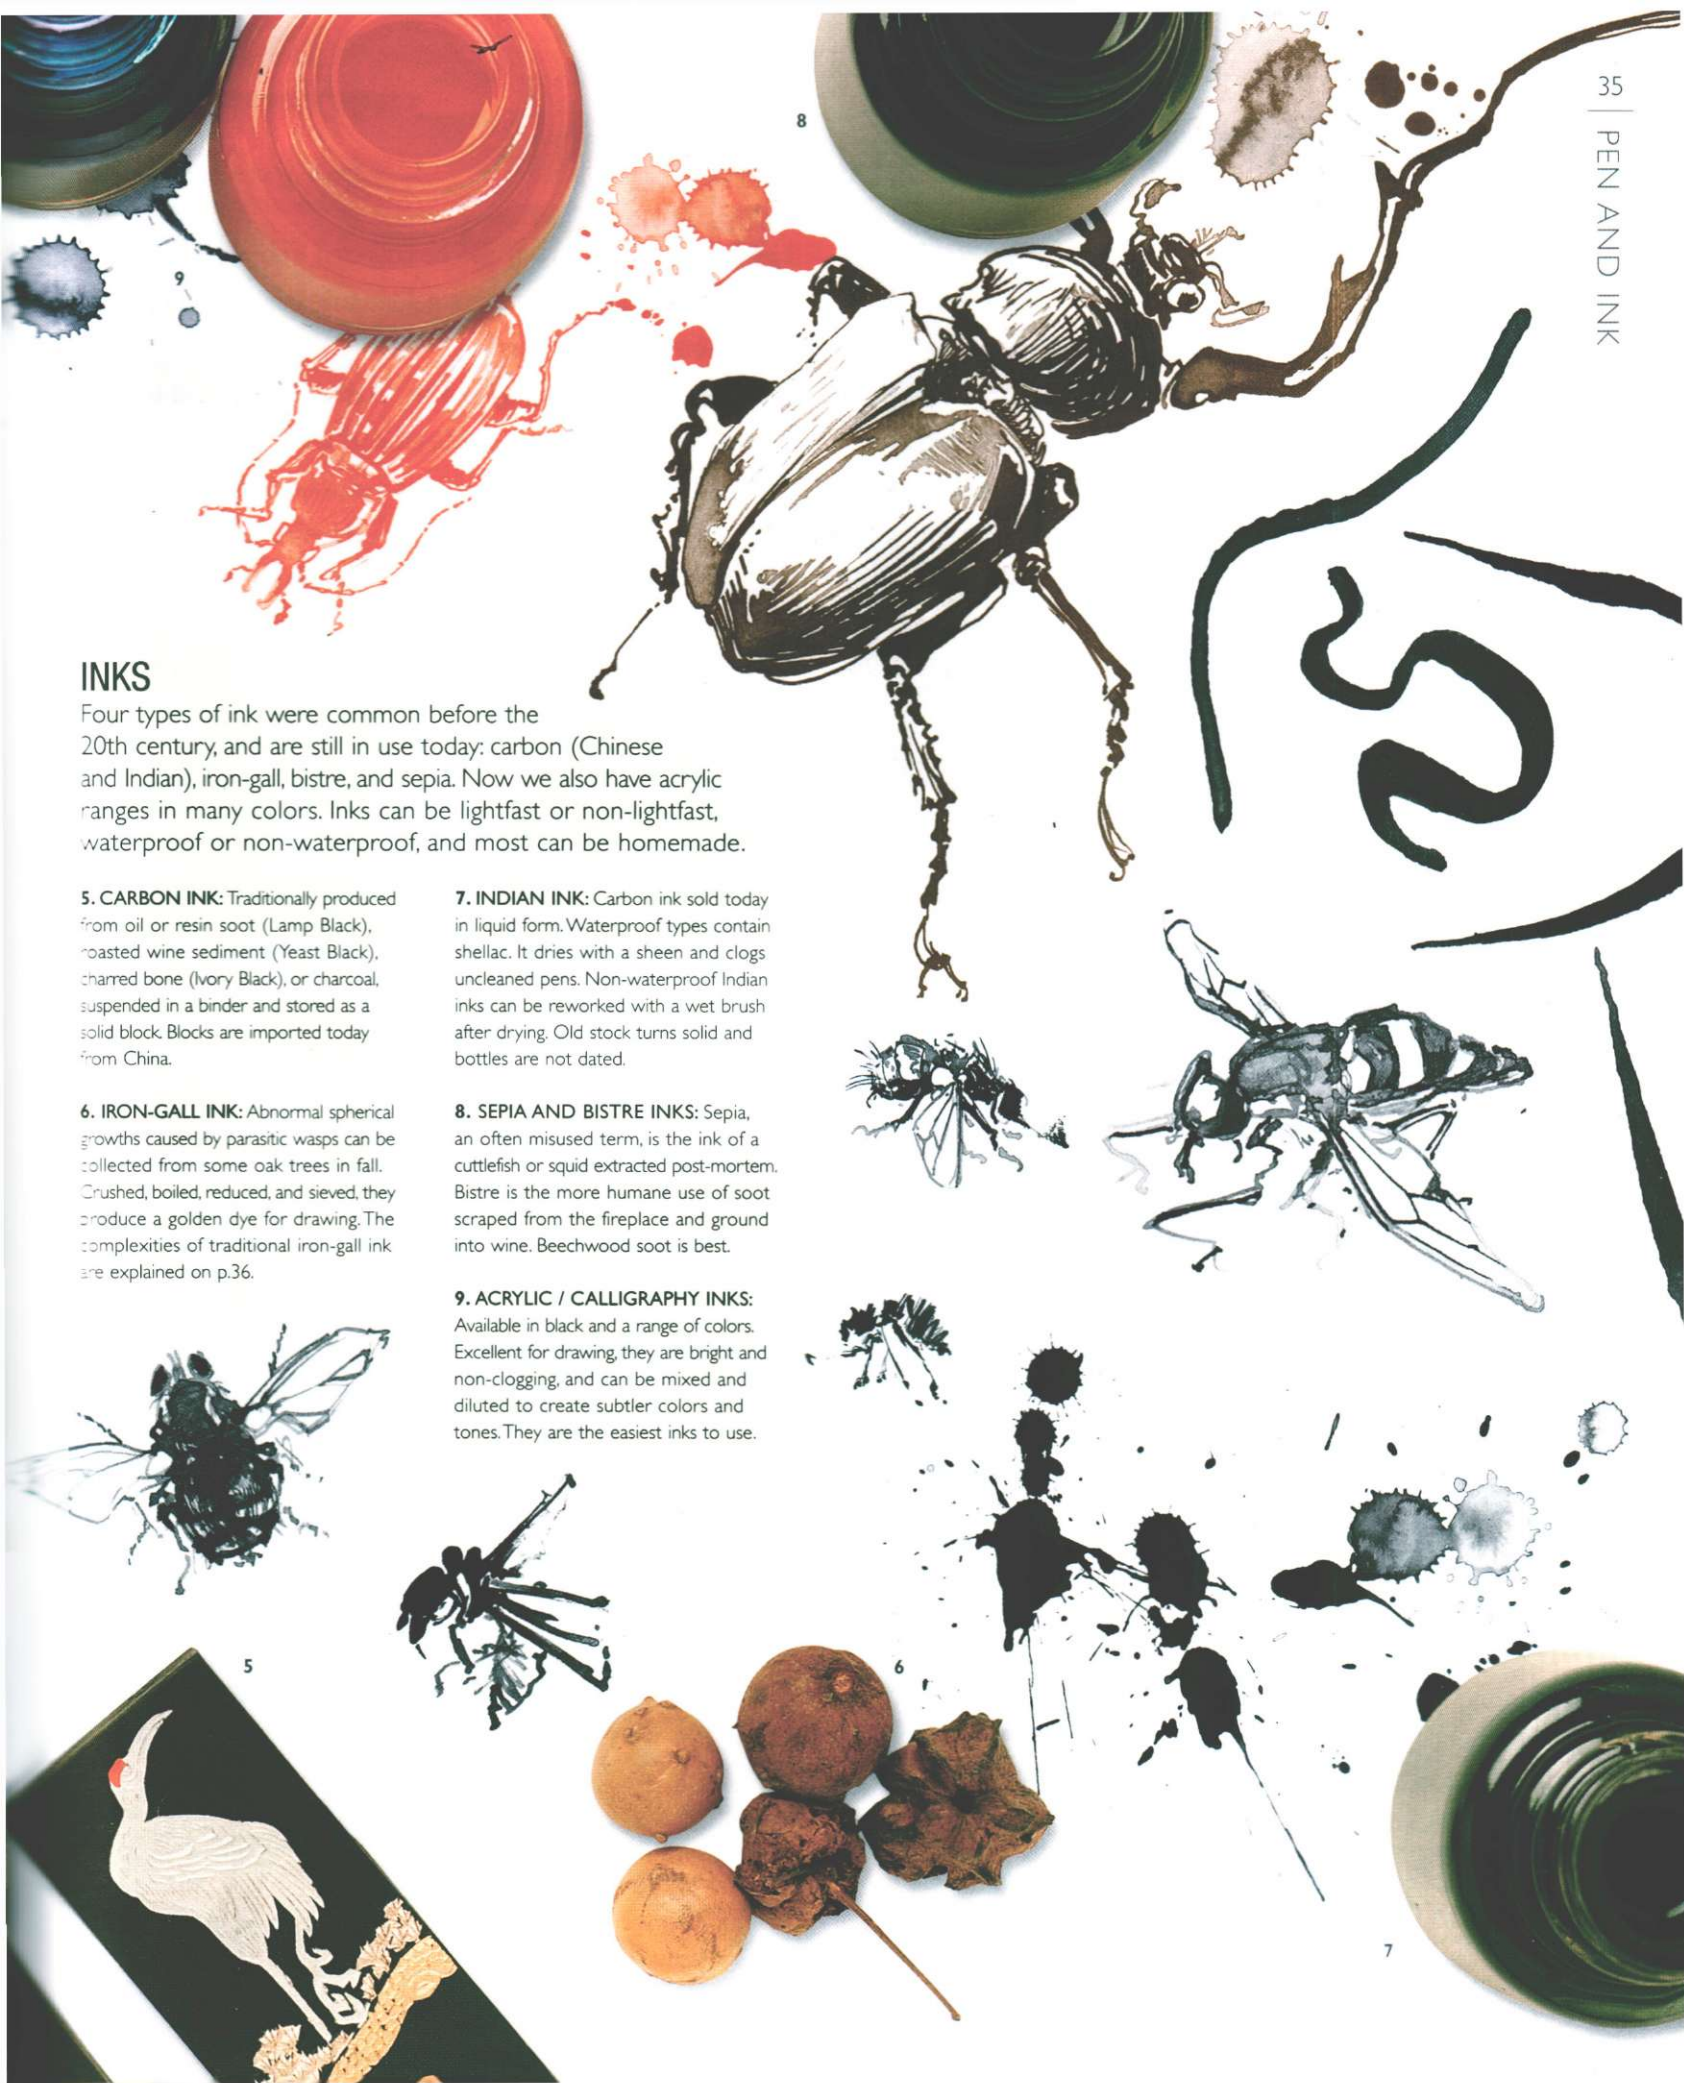 35
PEN AND INK
8
9
INKS
Four types of ink were common before the
20th century, and are still in use today: carbon (Chinese
and Indian), iron-gall, bistre, and sepia. Now we also have acrylic
ranges in many colors. Inks can be lightfast or non-lightfast,
waterproof or non-waterproof, and most can be homemade.
5. CARBON INK: Traditionally produced
from oil or resin soot (Lamp Black),
roasted wine sediment (Yeast Black),
charred bone (Ivory Black), or charcoal,
suspended in a binder and stored as a
solid block. Blocks are imported today
from China.
6. IRON-GALL INK: Abnormal spherical
growths caused by parasitic wasps can be
collected from some oak trees in fall.
Crushed, boiled, reduced, and sieved, they
produce a golden dye for drawing. The
complexities of traditional iron-gall ink
are explained on p.36.
7. INDIAN INK: Carbon ink sold today
in liquid form. Waterproof types contain
shellac. It dries with a sheen and clogs
uncleaned pens. Non-waterproof Indian
inks can be reworked with a wet brush
after drying. Old stock turns solid and
bottles are not dated.
8. SEPIA AND BISTRE INKS: Sepia,
an often misused term, is the ink of a
cuttlefish or squid extracted post-mortem.
Bistre is the more humane use of soot
scraped from the fireplace and ground
into wine. Beechwood soot is best.
9. ACRYLIC / CALLIGRAPHY INKS:
Available in black and a range of colors.
Excellent for drawing, they are bright and
non-clogging, and can be mixed and
diluted to create subtler colors and
tones. They are the easiest inks to use.
5
6
7